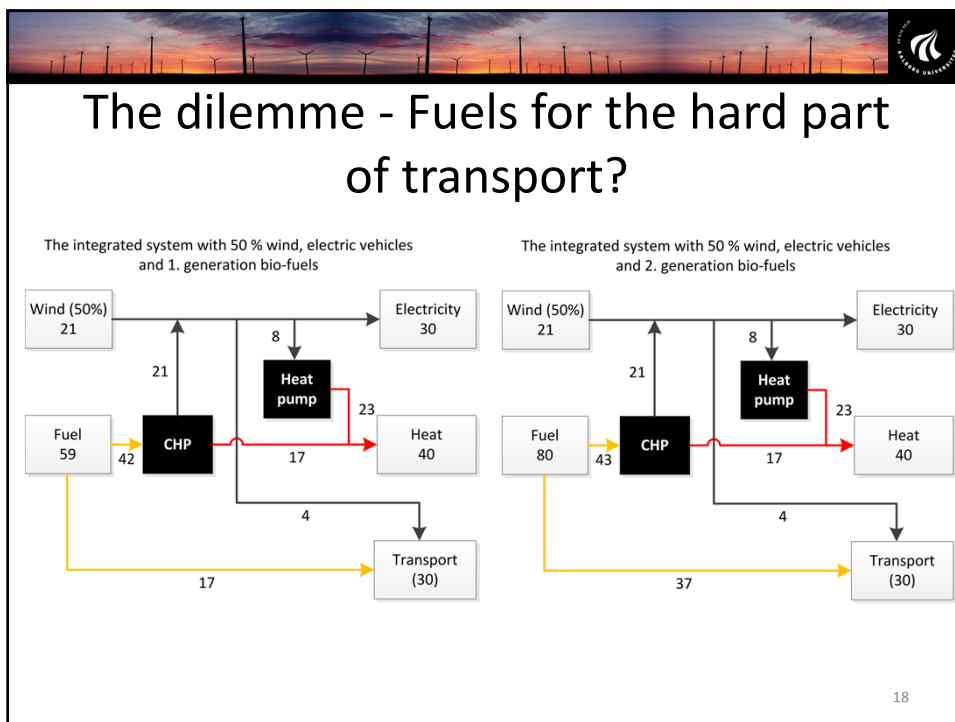 AALBORG UNIVERSITY
The dilemme - Fuels for the hard part
of transport?
The integrated system with 50 % wind, electric vehicles
and 1. generation bio-fuels
Wind (50%)
21
Electricity
30
8
21
Heat
pump
23
Fuel
59
42
CHP
17
Heat
40
4
Transport
(30)
17
The integrated system with 50 % wind, electric vehicles
and 2. generation bio-fuels
Wind (50%)
21
Electricity
30
8
21
Heat
pump
23
Fuel
80
43
CHP
17
Heat
40
4
Transport
(30)
37
18